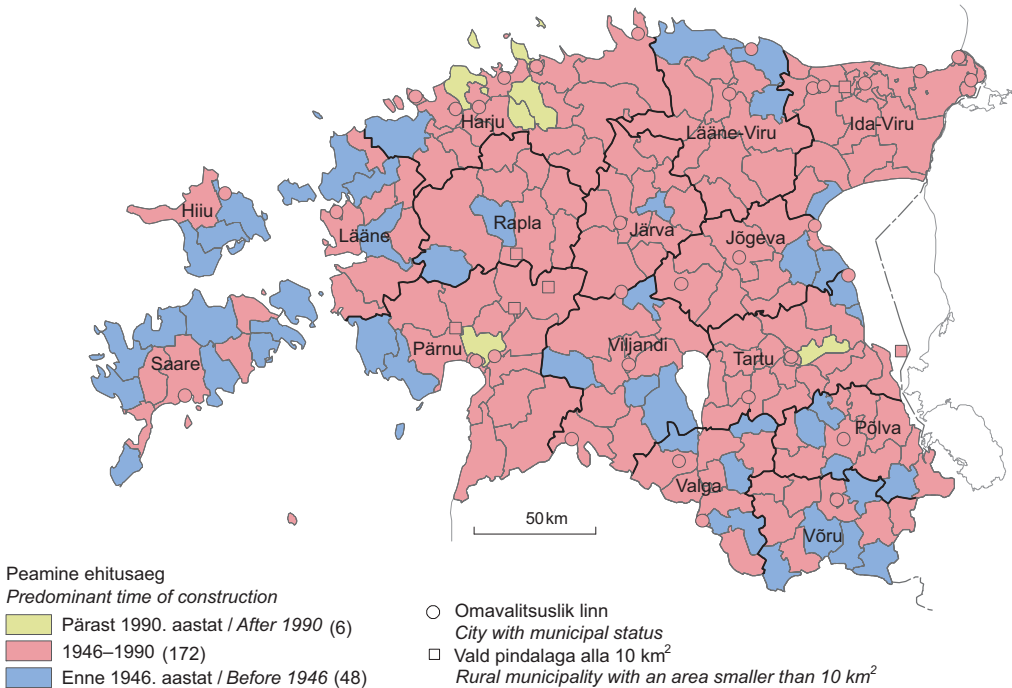 Harju
Lääne-Viru
Ida-Viru
Hiiu
Lääne
Rapla
Järva
Jõgeva
Saare
Pärnu
Viljandi
Tartu
Põlva
Valga
Võru
50 km
Peamine ehitusaeg
Predominant time of construction
Pärast 1990. aastat / After 1990 (6)
1946–1990 (172)
Enne 1946. aastat / Before 1946 (48)
Omavalitsuslik linn
City with municipal status
Vald pindalaga alla 10 km²
Rural municipality with an area smaller than 10 km²